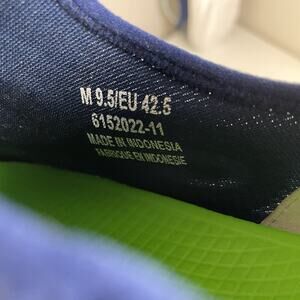 M 9.5/EU 42.5
6152022-11
MADE IN INDONESIA
FABRIQUE EN INDONESIE